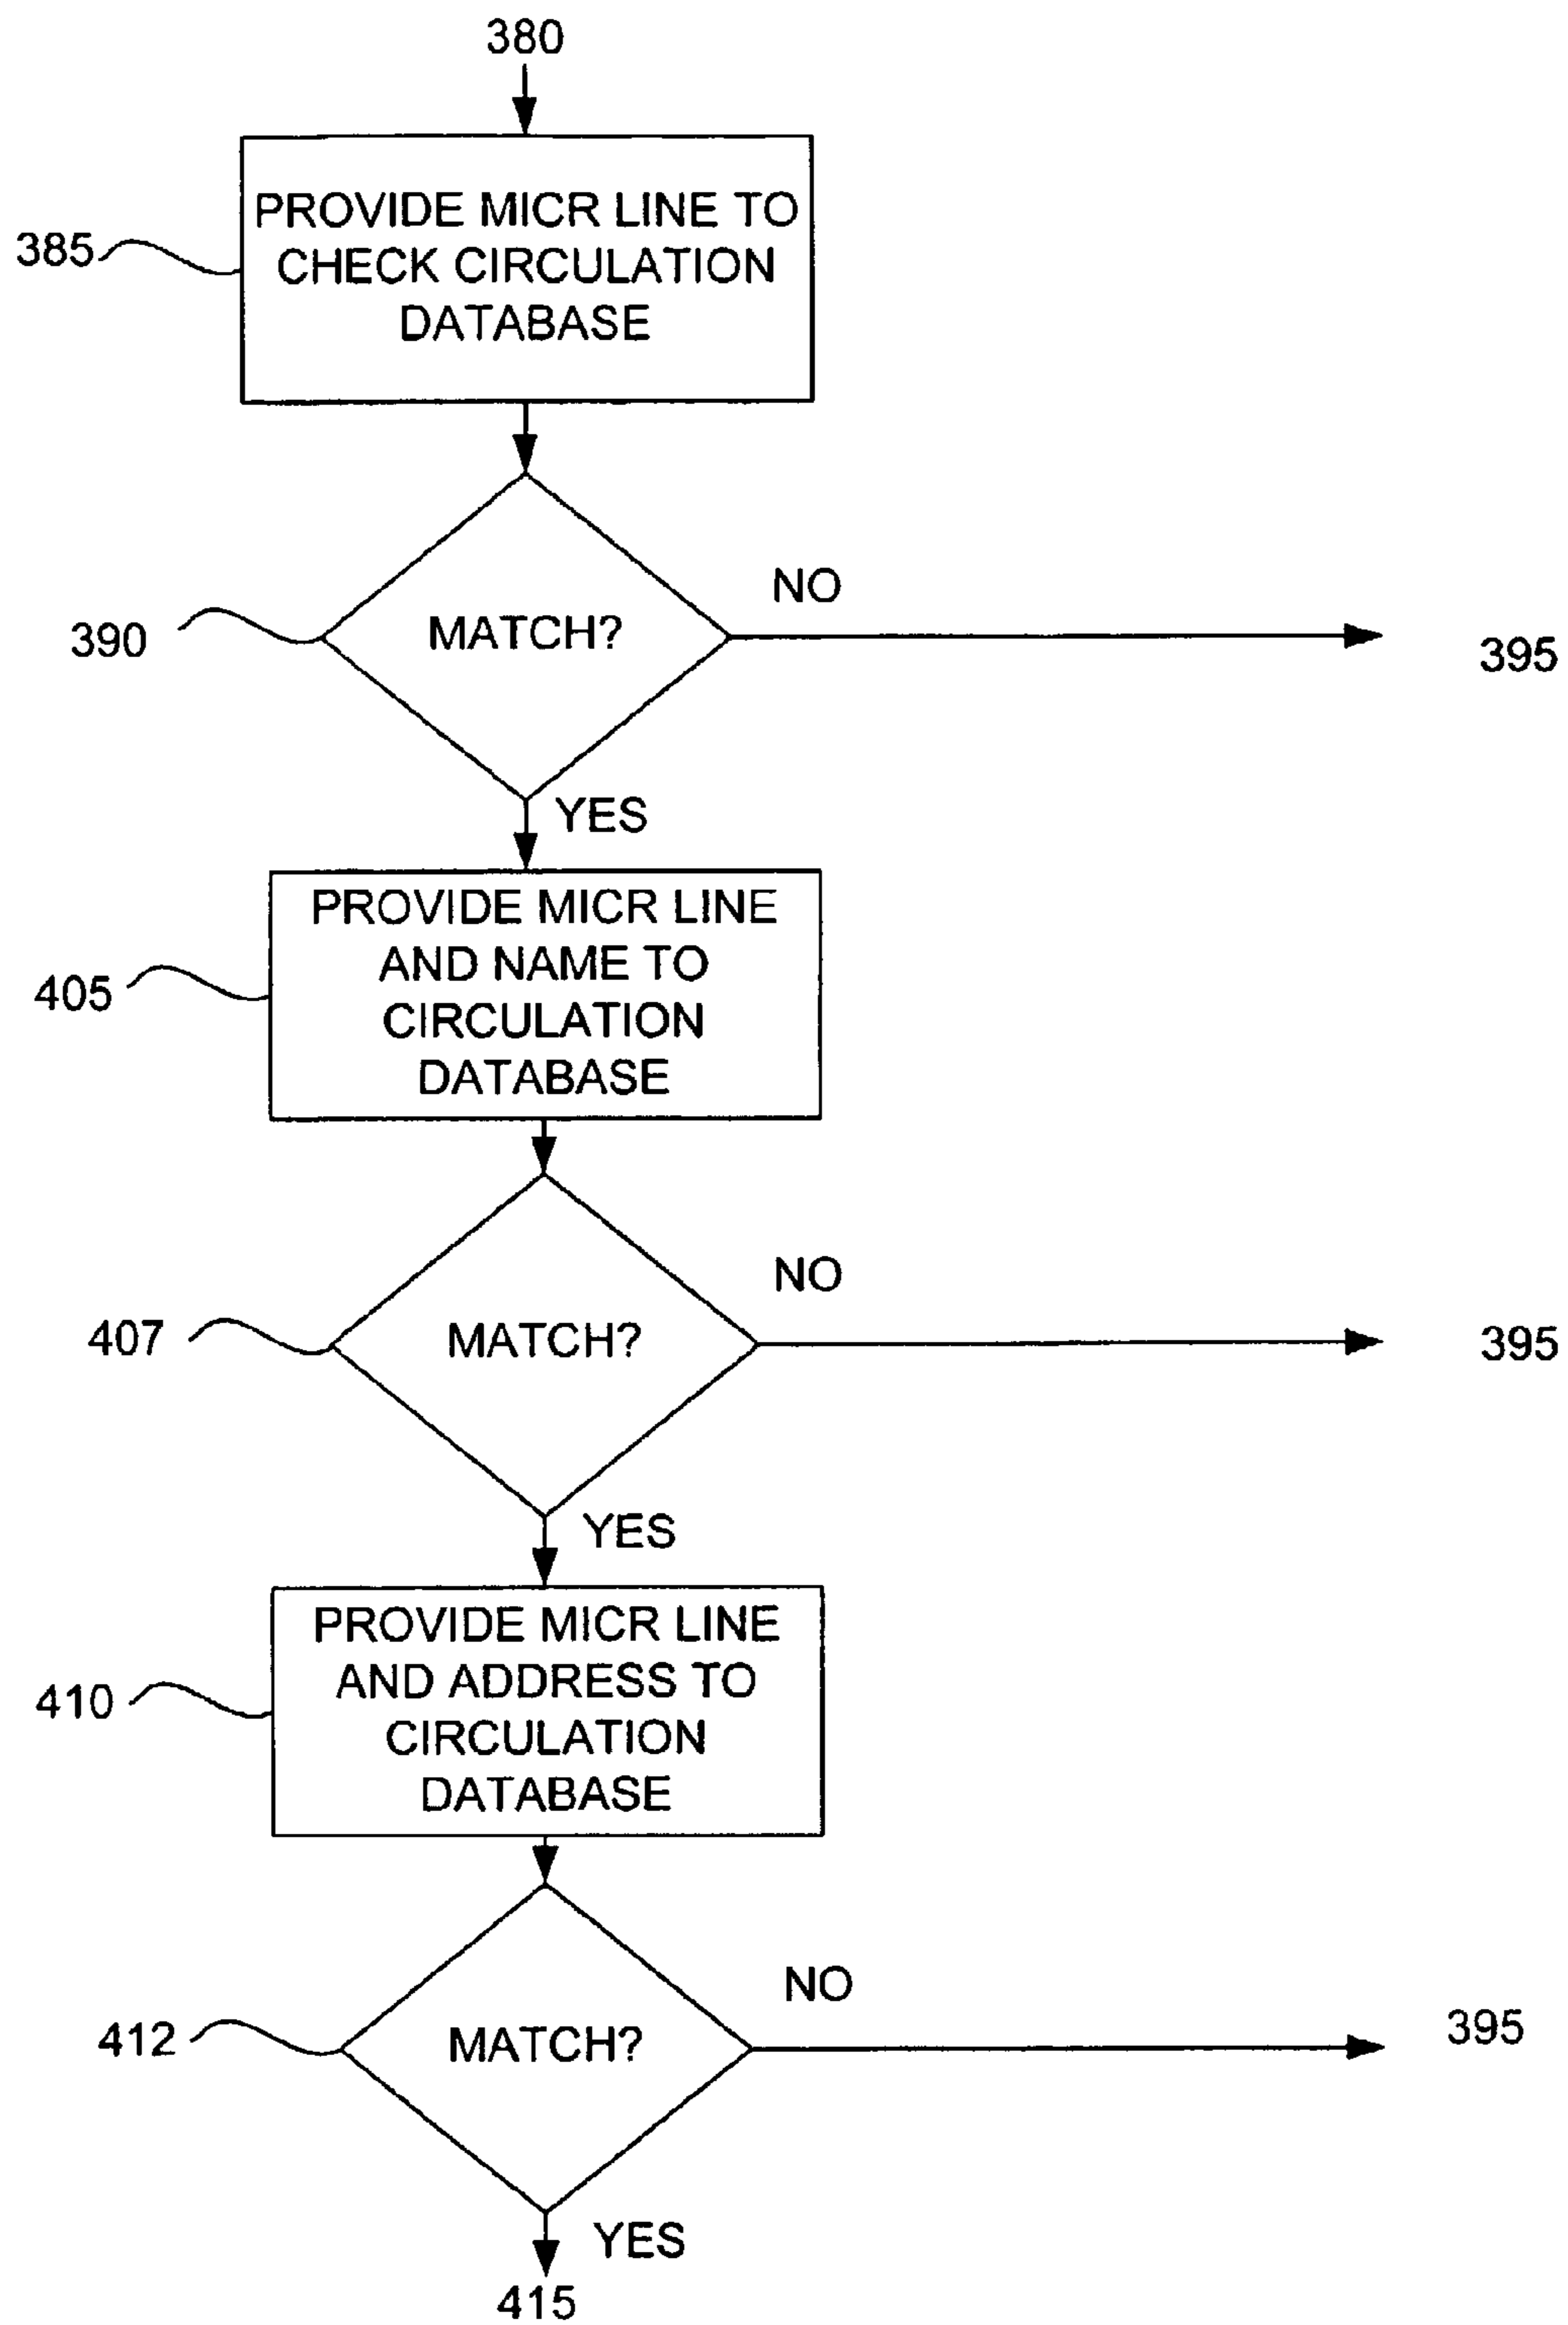 380
385
PROVIDE MICR LINE TO
CHECK CIRCULATION
DATABASE
390
MATCH?
NO
395
YES
405
PROVIDE MICR LINE
AND NAME TO
CIRCULATION
DATABASE
407
MATCH?
NO
395
YES
410
PROVIDE MICR LINE
AND ADDRESS TO
CIRCULATION
DATABASE
412
MATCH?
NO
395
YES
415